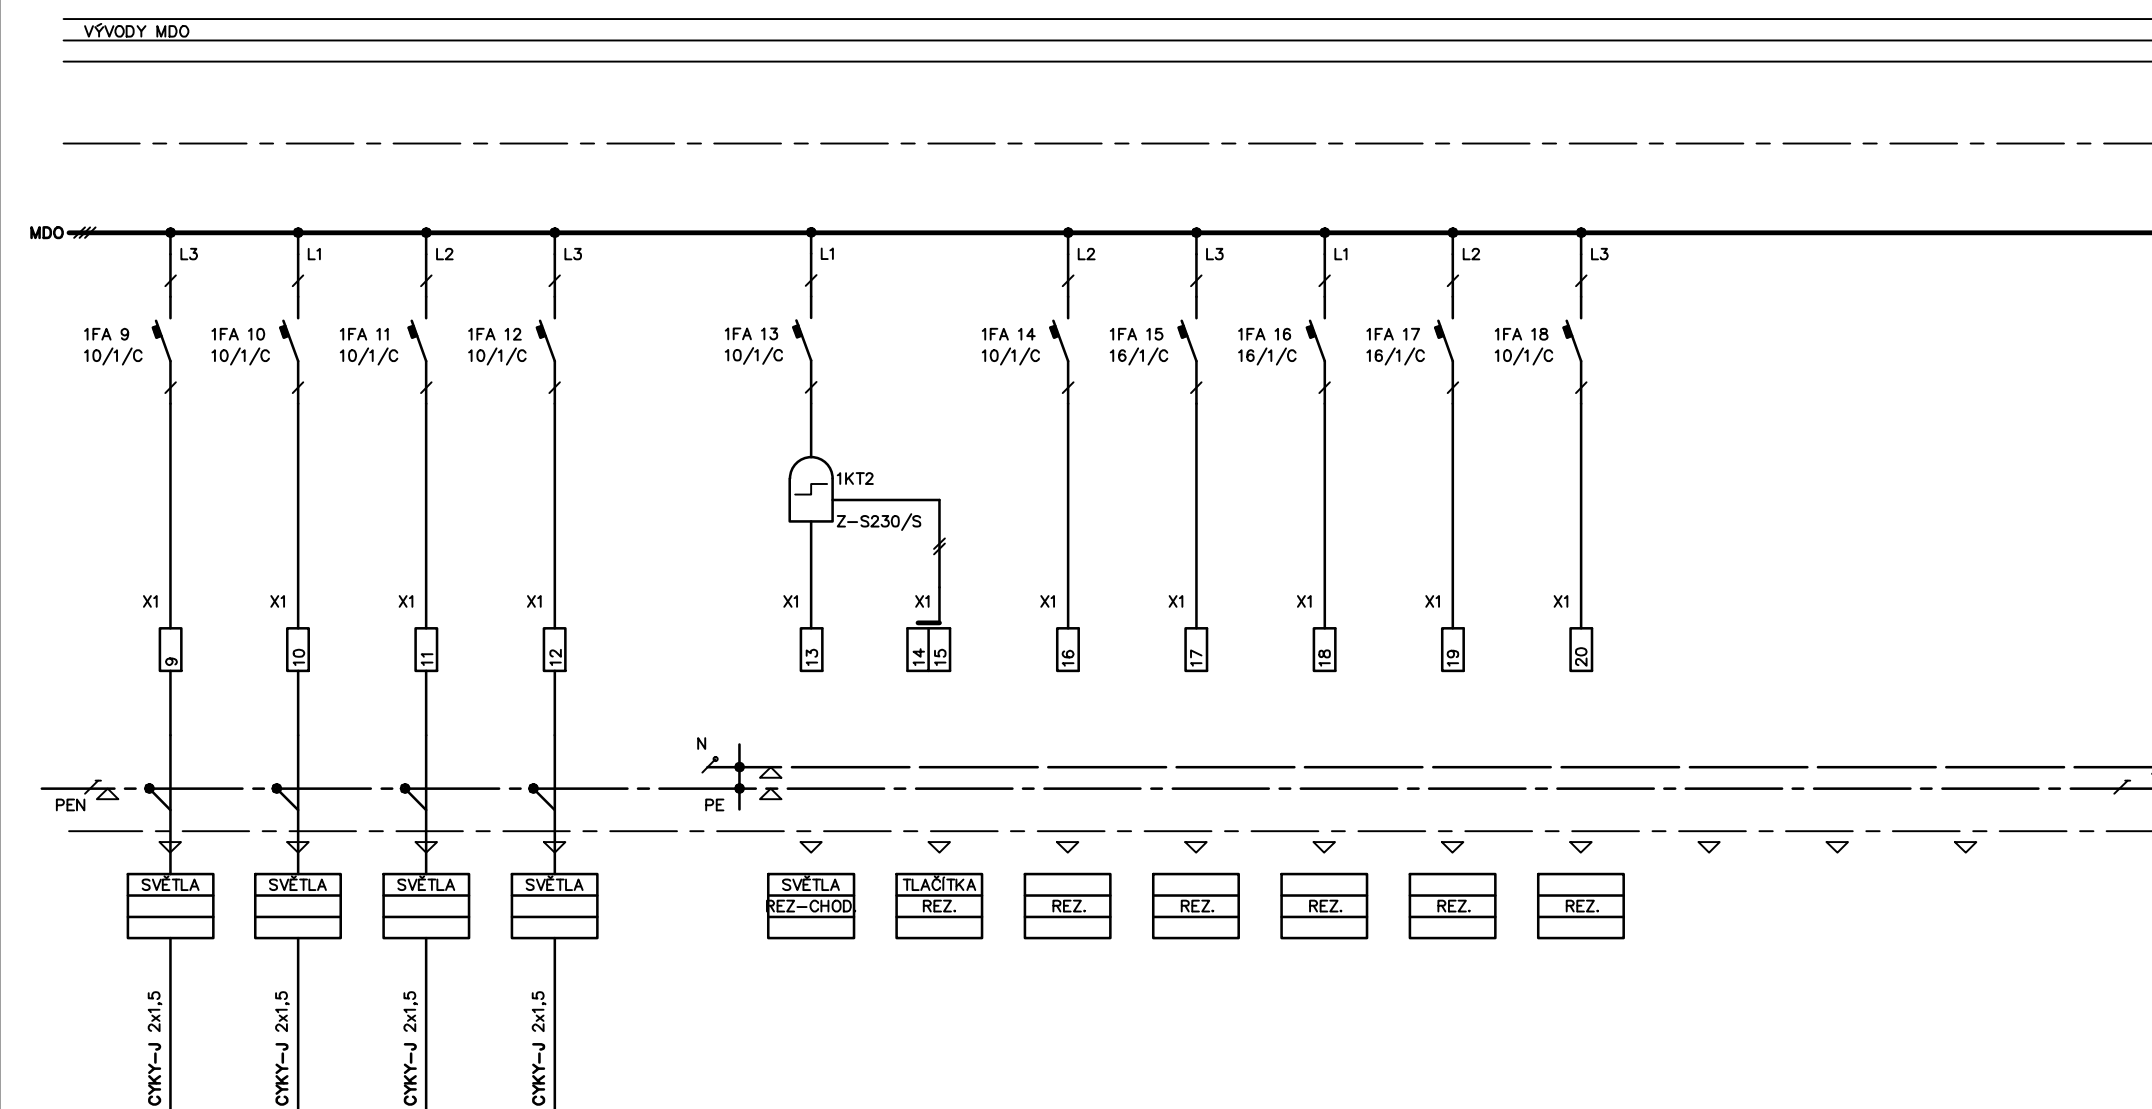 VÝVODY MDO
MDO
L3 L1 L2 L3 L1 L2 L3 L1 L2 L3
1FA 9 1FA 10 1FA 11 1FA 12 1FA 13 1FA 14 1FA 15 1FA 16 1FA 17 1FA 18
10/1/C 10/1/C 10/1/C 10/1/C 10/1/C 10/1/C 16/1/C 16/1/C 16/1/C 10/1/C
1KT2
Z-S230/S
X1 X1 X1 X1 X1 X1 X1 X1 X1 X1 X1
9 10 11 12 13 14 15 16 17 18 19 20
N
PEN PE
SVĚTLA SVĚTLA SVĚTLA SVĚTLA SVĚTLA TLAČÍTKA
REZ-CHOD. REZ. REZ. REZ. REZ. REZ. REZ.
CYKY-J 2x1,5 CYKY-J 2x1,5 CYKY-J 2x1,5 CYKY-J 2x1,5